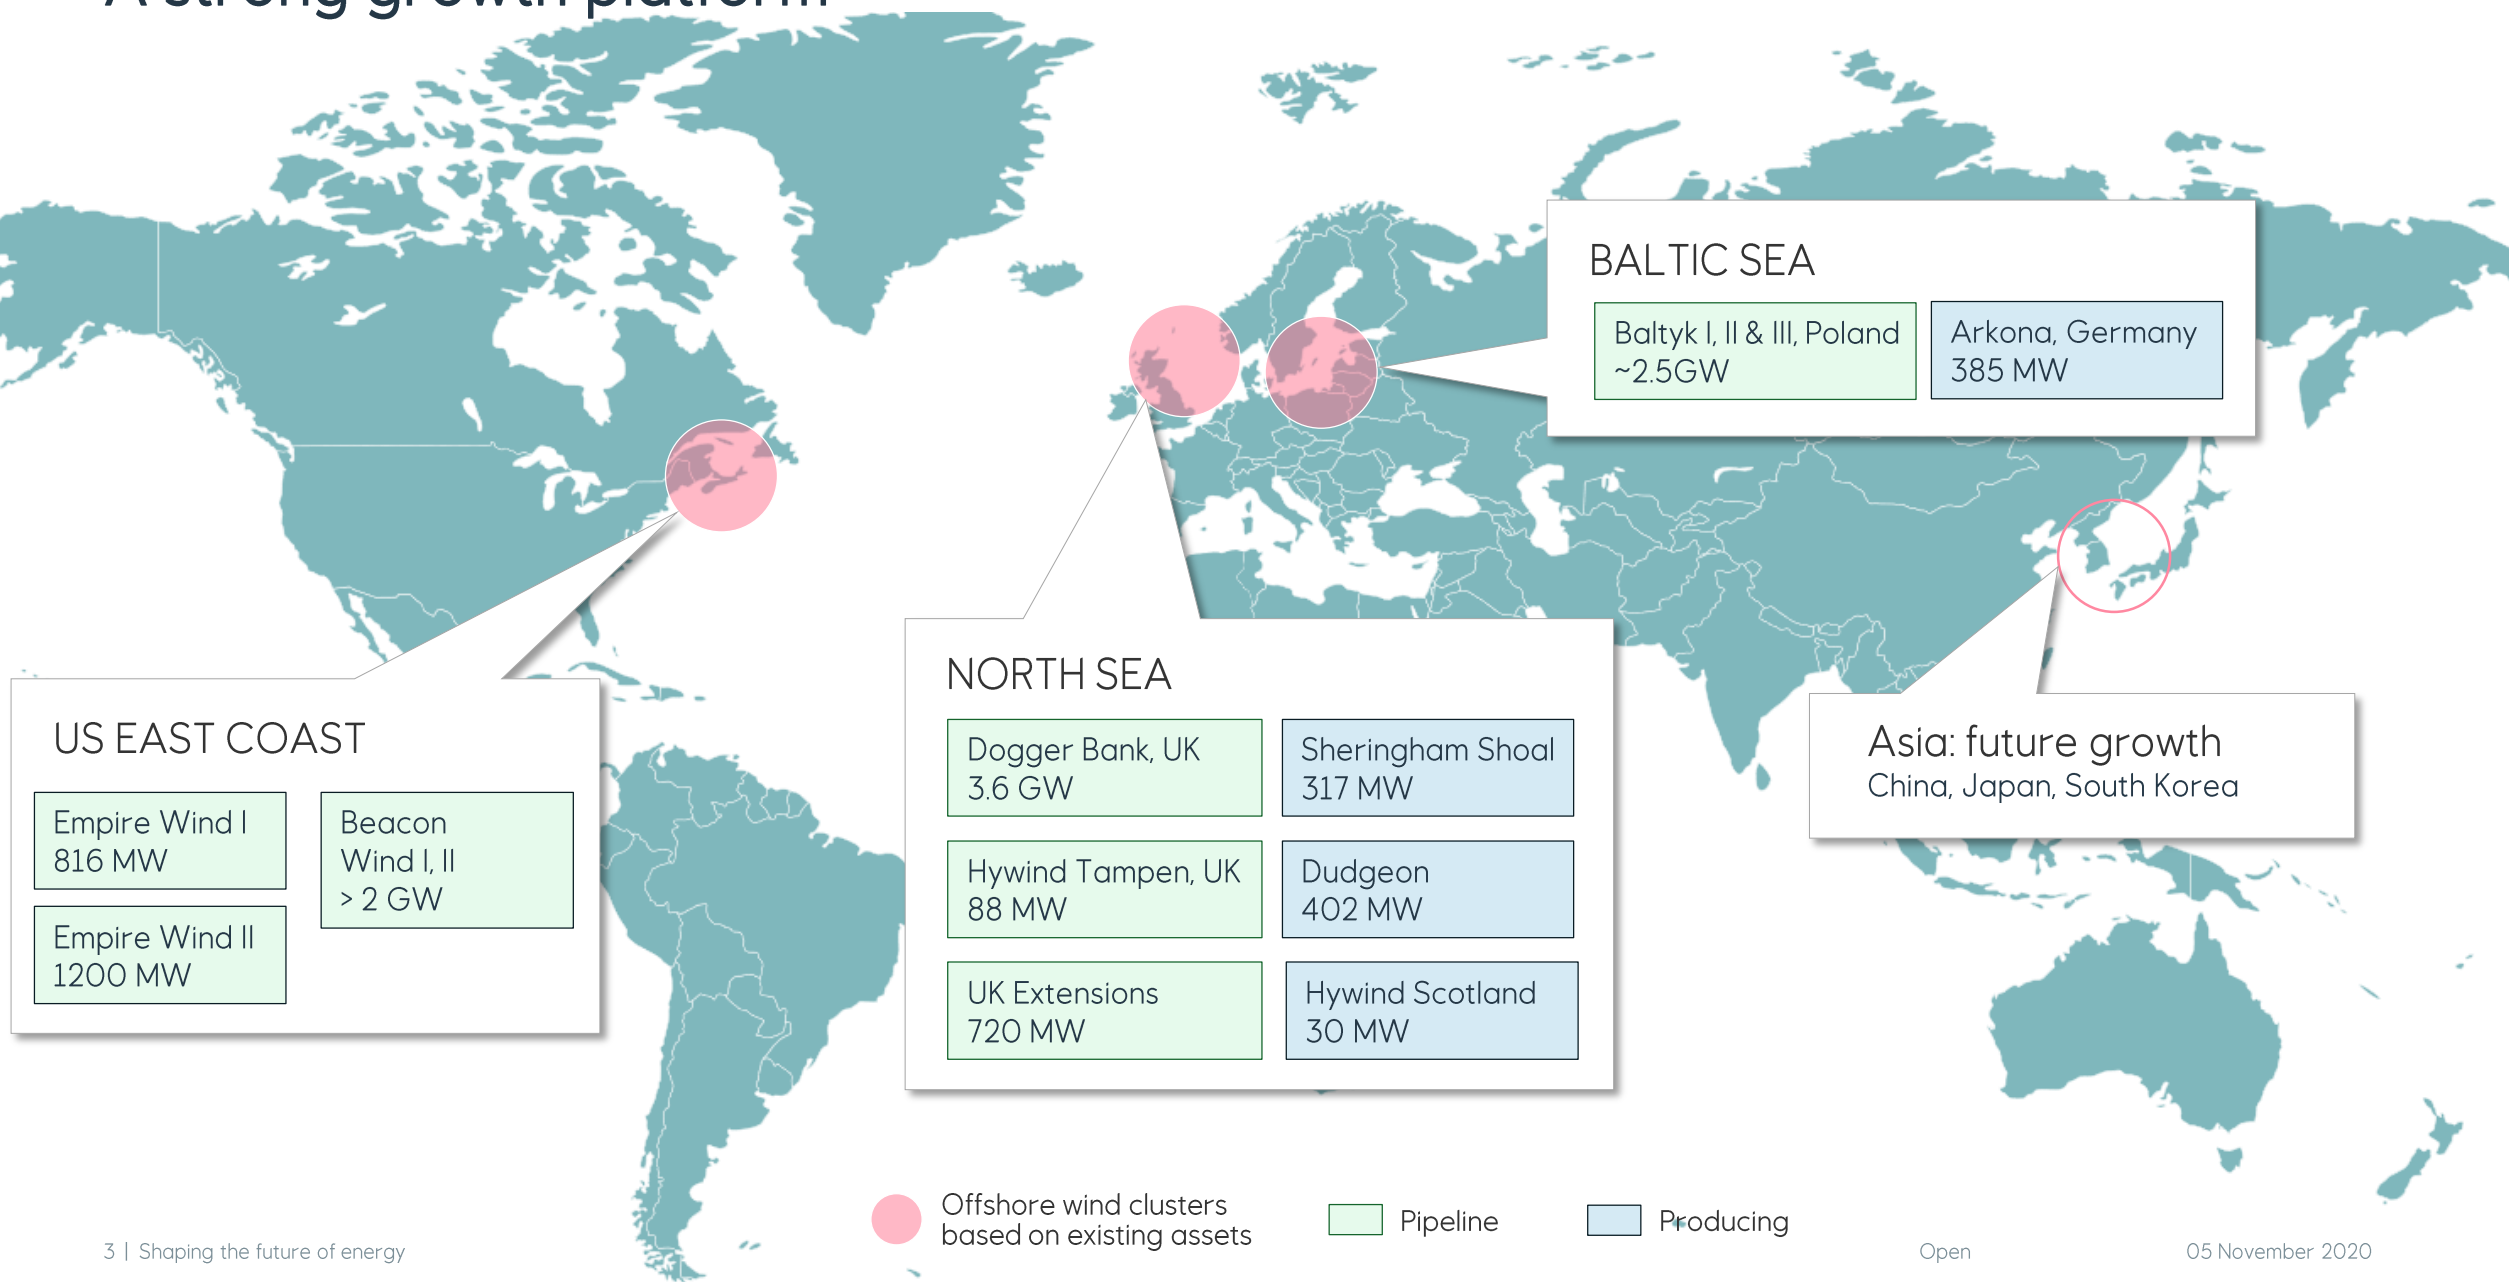 A strong growth platform
BALTIC SEA
Baltyk I, II & III, Poland
~2.5GW
Arkona, Germany
385 MW
NORTH SEA
Dogger Bank, UK
3.6 GW
Sheringham Shoal
317 MW
Hywind Tampen, UK
88 MW
Dudgeon
402 MW
UK Extensions
720 MW
Hywind Scotland
30 MW
US EAST COAST
Empire Wind I
816 MW
Beacon
Wind I, II
> 2 GW
Empire Wind II
1200 MW
Asia: future growth
China, Japan, South Korea
Offshore wind clusters
based on existing assets
Pipeline
Producing
3 | Shaping the future of energy
Open
05 November 2020